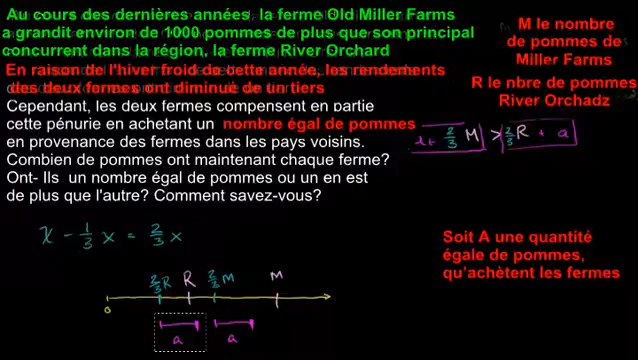 Au cours des dernières années, la ferme Old Miller Farms
a grandit environ de 1000 pommes de plus que son principal
concurrent dans la région, la ferme River Orchard
En raison de l'hiver froid de cette année, les rendements
des deux fermes ont diminué de un tiers
Cependant, les deux fermes compensent en partie
cette pénurie en achetant un nombre égal de pommes
en provenance des fermes dans les pays voisins.
Combien de pommes ont maintenant chaque ferme?
Ont- Ils un nombre égal de pommes ou un en est
de plus que l'autre? Comment savez-vous?
M le nombre
de pommes de
Miller Farms
R le nbre de pommes
River Orchadz
2/3 M > 2/3 R + a
x - 1/3 x = 2/3 x
Soit A une quantité
égale de pommes,
qu'achètent les fermes
2/3 R R 2/3 M M
0
a a